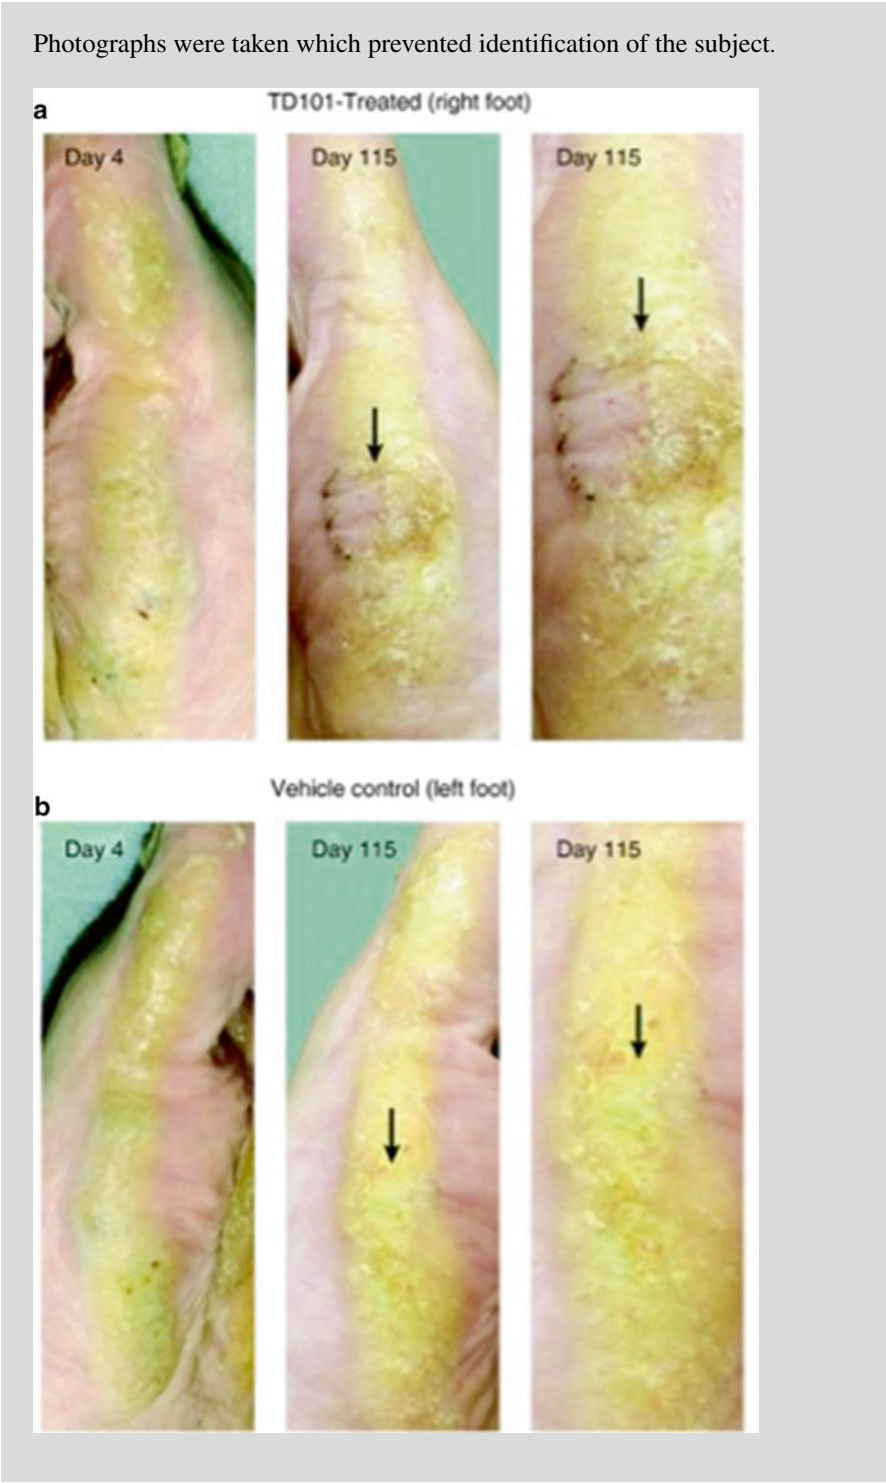 Photographs were taken which prevented identification of the subject.
a
TD101-Treated (right foot)
Day 4
Day 115
Day 115
b
Vehicle control (left foot)
Day 4
Day 115
Day 115